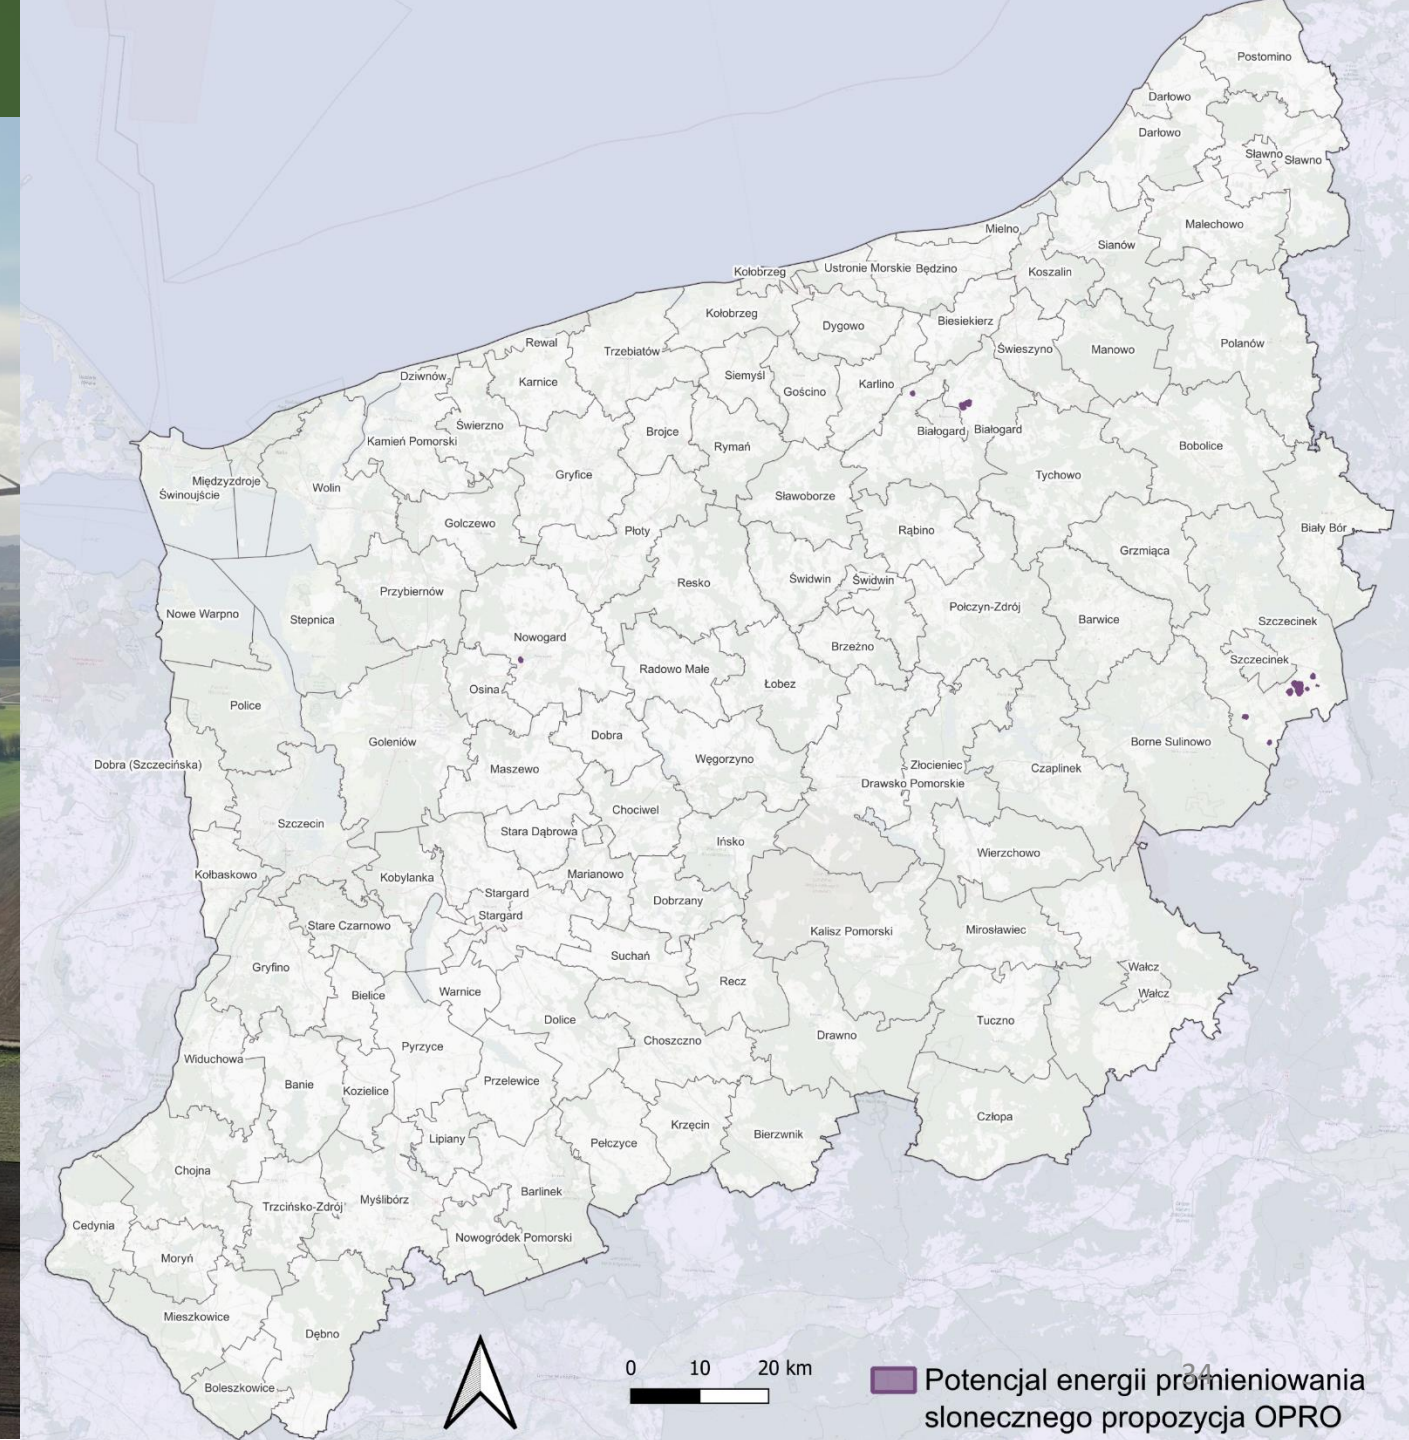 Postomino
Darłowo
Darłowo
Sławno
Sławno
Malechowo
Mielno
Sianów
Kołobrzeg
Ustronie Morskie
Będzino
Koszalin
Kołobrzeg
Dygowo
Biesiekierz
Świeszyno
Manowo
Polanów
Rewal
Trzebiatów
Dziwnów
Karnice
Siemyśl
Gościno
Karlino
Świerzno
Kamień Pomorski
Brojce
Rymań
Białogard
Białogard
Bobolice
Międzyzdroje
Świnoujście
Wolin
Gryfice
Tychowo
Sławoborze
Golczewo
Płoty
Rąbino
Biały Bór
Grzmiąca
Przybiernów
Resko
Świdwin
Świdwin
Nowe Warpno
Stepnica
Połczyn-Zdrój
Barwice
Szczecinek
Nowogard
Brzeżno
Szczecinek
Radowo Małe
Łobez
Osina
Police
Goleniów
Dobra
Borne Sulinowo
Dobra (Szczecińska)
Maszewo
Węgorzyno
Złocieniec
Czaplinek
Drawsko Pomorskie
Chociwel
Szczecin
Stara Dąbrowa
Ińsko
Wierzchowo
Kołbaskowo
Kobylanka
Marianowo
Stargard
Dobrzany
Stargard
Stare Czarnowo
Kalisz Pomorski
Mirosławiec
Suchań
Gryfino
Wałcz
Recz
Bielice
Warnice
Wałcz
Dolice
Tuczno
Choszczno
Drawno
Pyrzyce
Widuchowa
Banie
Kozielice
Przelewice
Człopa
Krzęcin
Bierzwnik
Lipiany
Pełczyce
Chojna
Barlinek
Myślibórz
Trzcińsko-Zdrój
Cedynia
Nowogródek Pomorski
Moryń
Mieszkowice
Dębno
Boleszkowice
0 10 20 km
34
Potencjal energii promieniowania
slonecznego propozycja OPRO